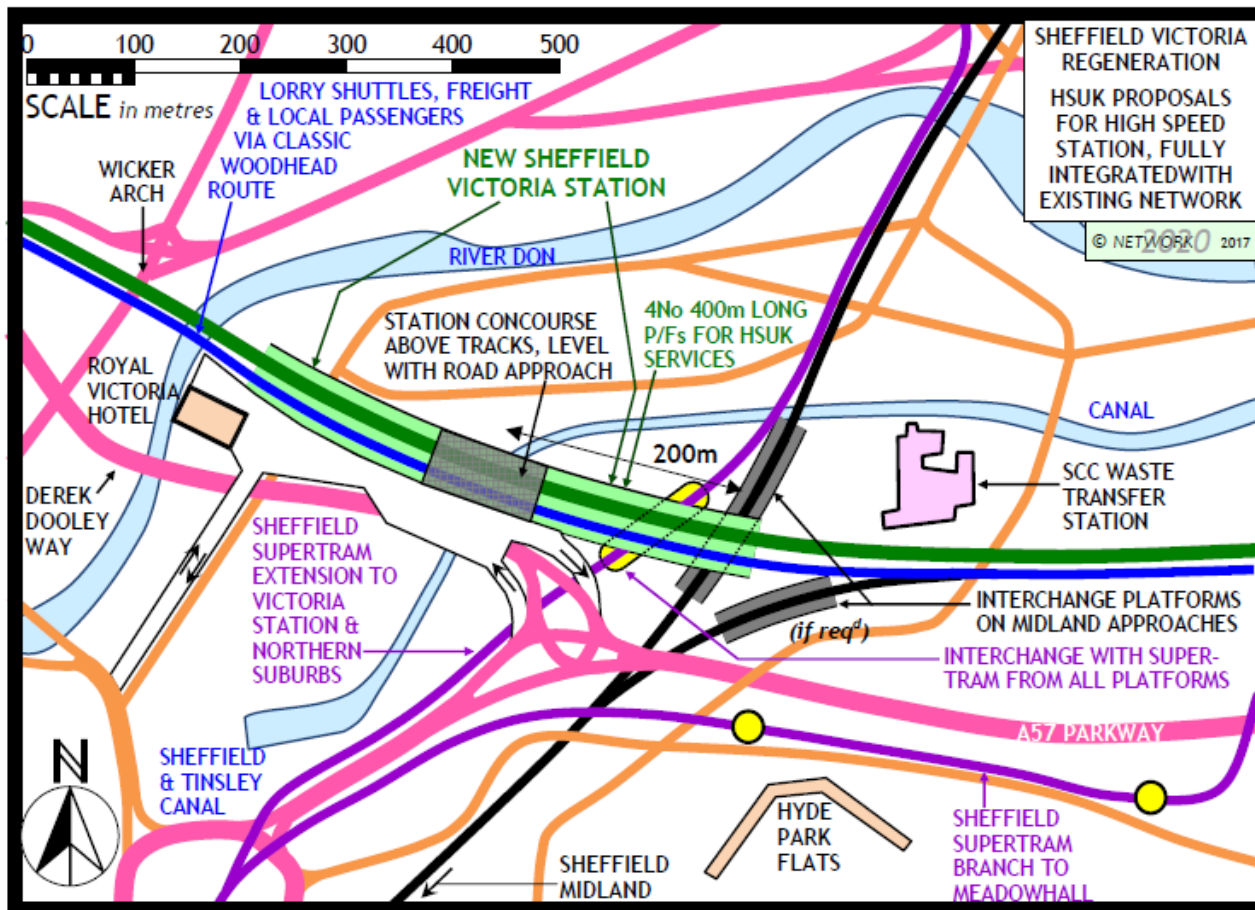 0 100 200 300 400 500
SCALE in metres
LORRY SHUTTLES, FREIGHT
& LOCAL PASSENGERS
VIA CLASSIC
WOODHEAD
ROUTE
WICKER
ARCH
NEW SHEFFIELD
VICTORIA STATION
SHEFFIELD VICTORIA
REGENERATION
HSUK PROPOSALS
FOR HIGH SPEED
STATION, FULLY
INTEGRATEDWITH
EXISTING NETWORK
© NETWORK 2020 2017
RIVER DON
STATION CONCOURSE
ABOVE TRACKS, LEVEL
WITH ROAD APPROACH
4No 400m LONG
P/Fs FOR HSUK
SERVICES
ROYAL
VICTORIA
HOTEL
200m
CANAL
SCC WASTE
TRANSFER
STATION
DEREK
DOOLEY
WAY
SHEFFIELD
SUPERTRAM
EXTENSION TO
VICTORIA
STATION &
NORTHERN
SUBURBS
INTERCHANGE PLATFORMS
ON MIDLAND APPROACHES
(if reqd)
INTERCHANGE WITH SUPER-
TRAM FROM ALL PLATFORMS
A57 PARKWAY
N
SHEFFIELD
& TINSLEY
CANAL
HYDE
PARK
FLATS
SHEFFIELD
SUPERTRAM
BRANCH TO
MEADOWHALL
SHEFFIELD
MIDLAND